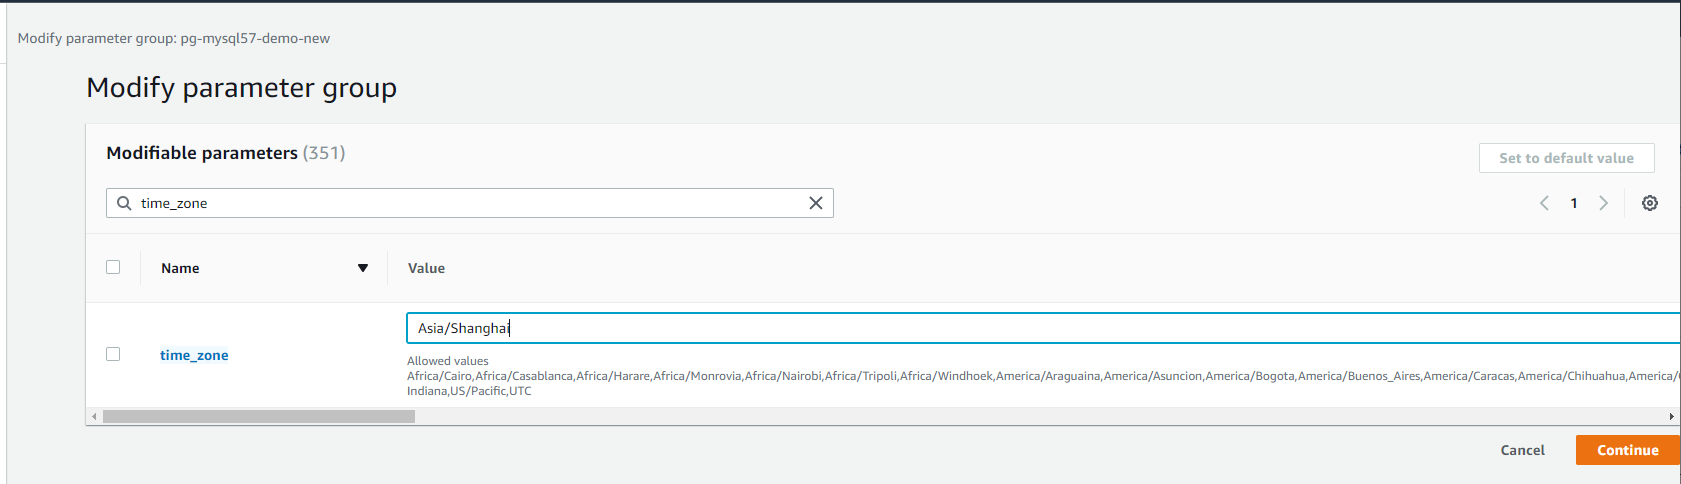 Modify parameter group: pg-mysql57-demo-new
Modify parameter group
Modifiable parameters (351)
Set to default value
time_zone
1
Name
Value
Asia/Shanghai
time_zone
Allowed values
Africa/Cairo,Africa/Casablanca,Africa/Harare,Africa/Monrovia,Africa/Nairobi,Africa/Tripoli,Africa/Windhoek,America/Araguaina,America/Asuncion,America/Bogota,America/Buenos_Aires,America/Caracas,America/Chihuahua,America/
Indiana,US/Pacific,UTC
Cancel
Continue